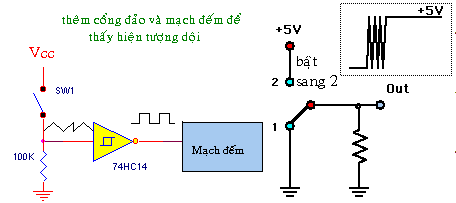 thêm cổng đảo và mạch đếm để
thấy hiện tượng dội
VCC
SW1
100K
74HC14
Mạch đếm
+5V
bật
sang 2
2
1
Out
+5V